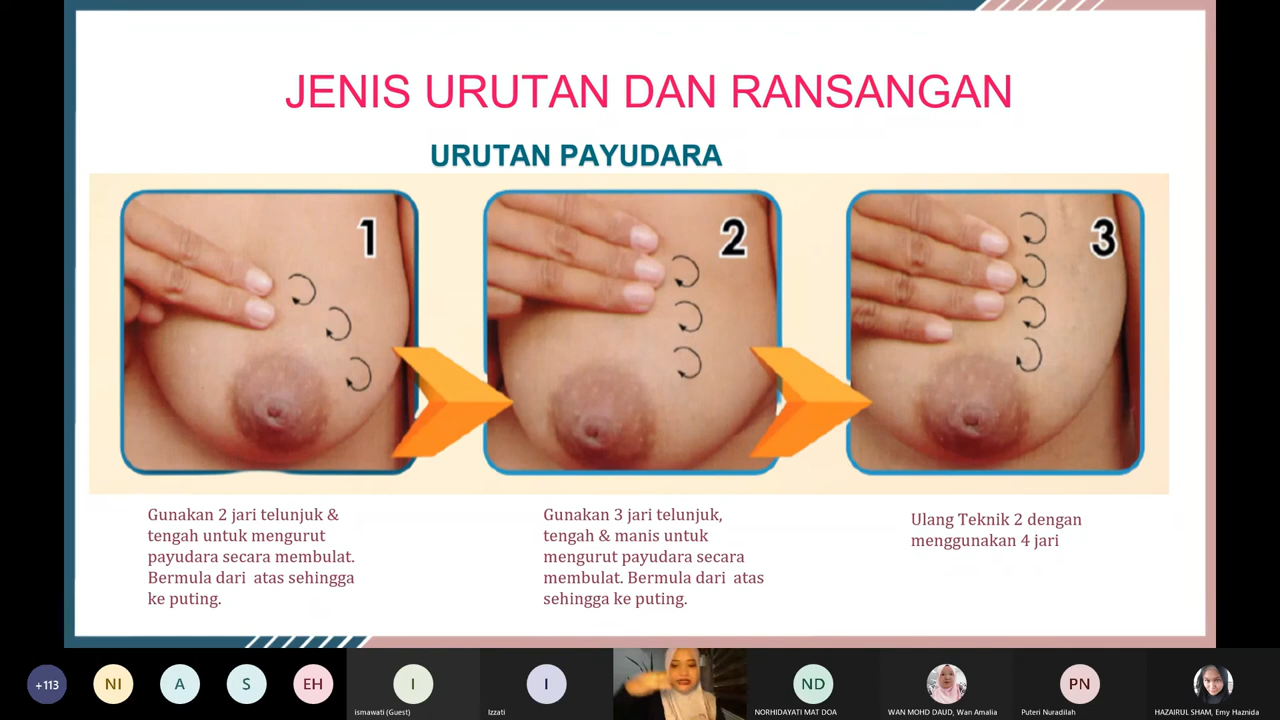 JENIS URUTAN DAN RANSANGAN
URUTAN PAYUDARA
1
2
3
Gunakan 2 jari telunjuk &
tengah untuk mengurut
payudara secara membulat.
Bermula dari atas sehingga
ke puting.
Gunakan 3 jari telunjuk,
tengah & manis untuk
mengurut payudara secara
membulat. Bermula dari atas
sehingga ke puting.
Ulang Teknik 2 dengan
menggunakan 4 jari
+113
NI
A
S
EH
I
ismawati (Guest)
I
Izzati
ND
NORHIDAYATI MAT DOA
WAN MOHD DAUD, Wan Amalia
PN
Puteri Nuradilah
HAZAIRUL SHAM, Emy Haznida